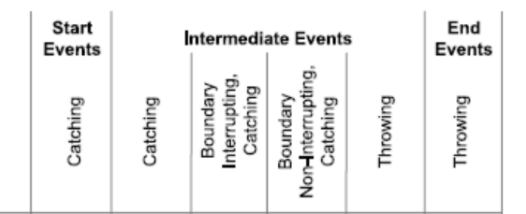 Start
Events
Intermediate Events
End
Events
Catching
Catching
Boundary
Interrupting,
Catching
Boundary
Non-Interrupting,
Catching
Throwing
Throwing